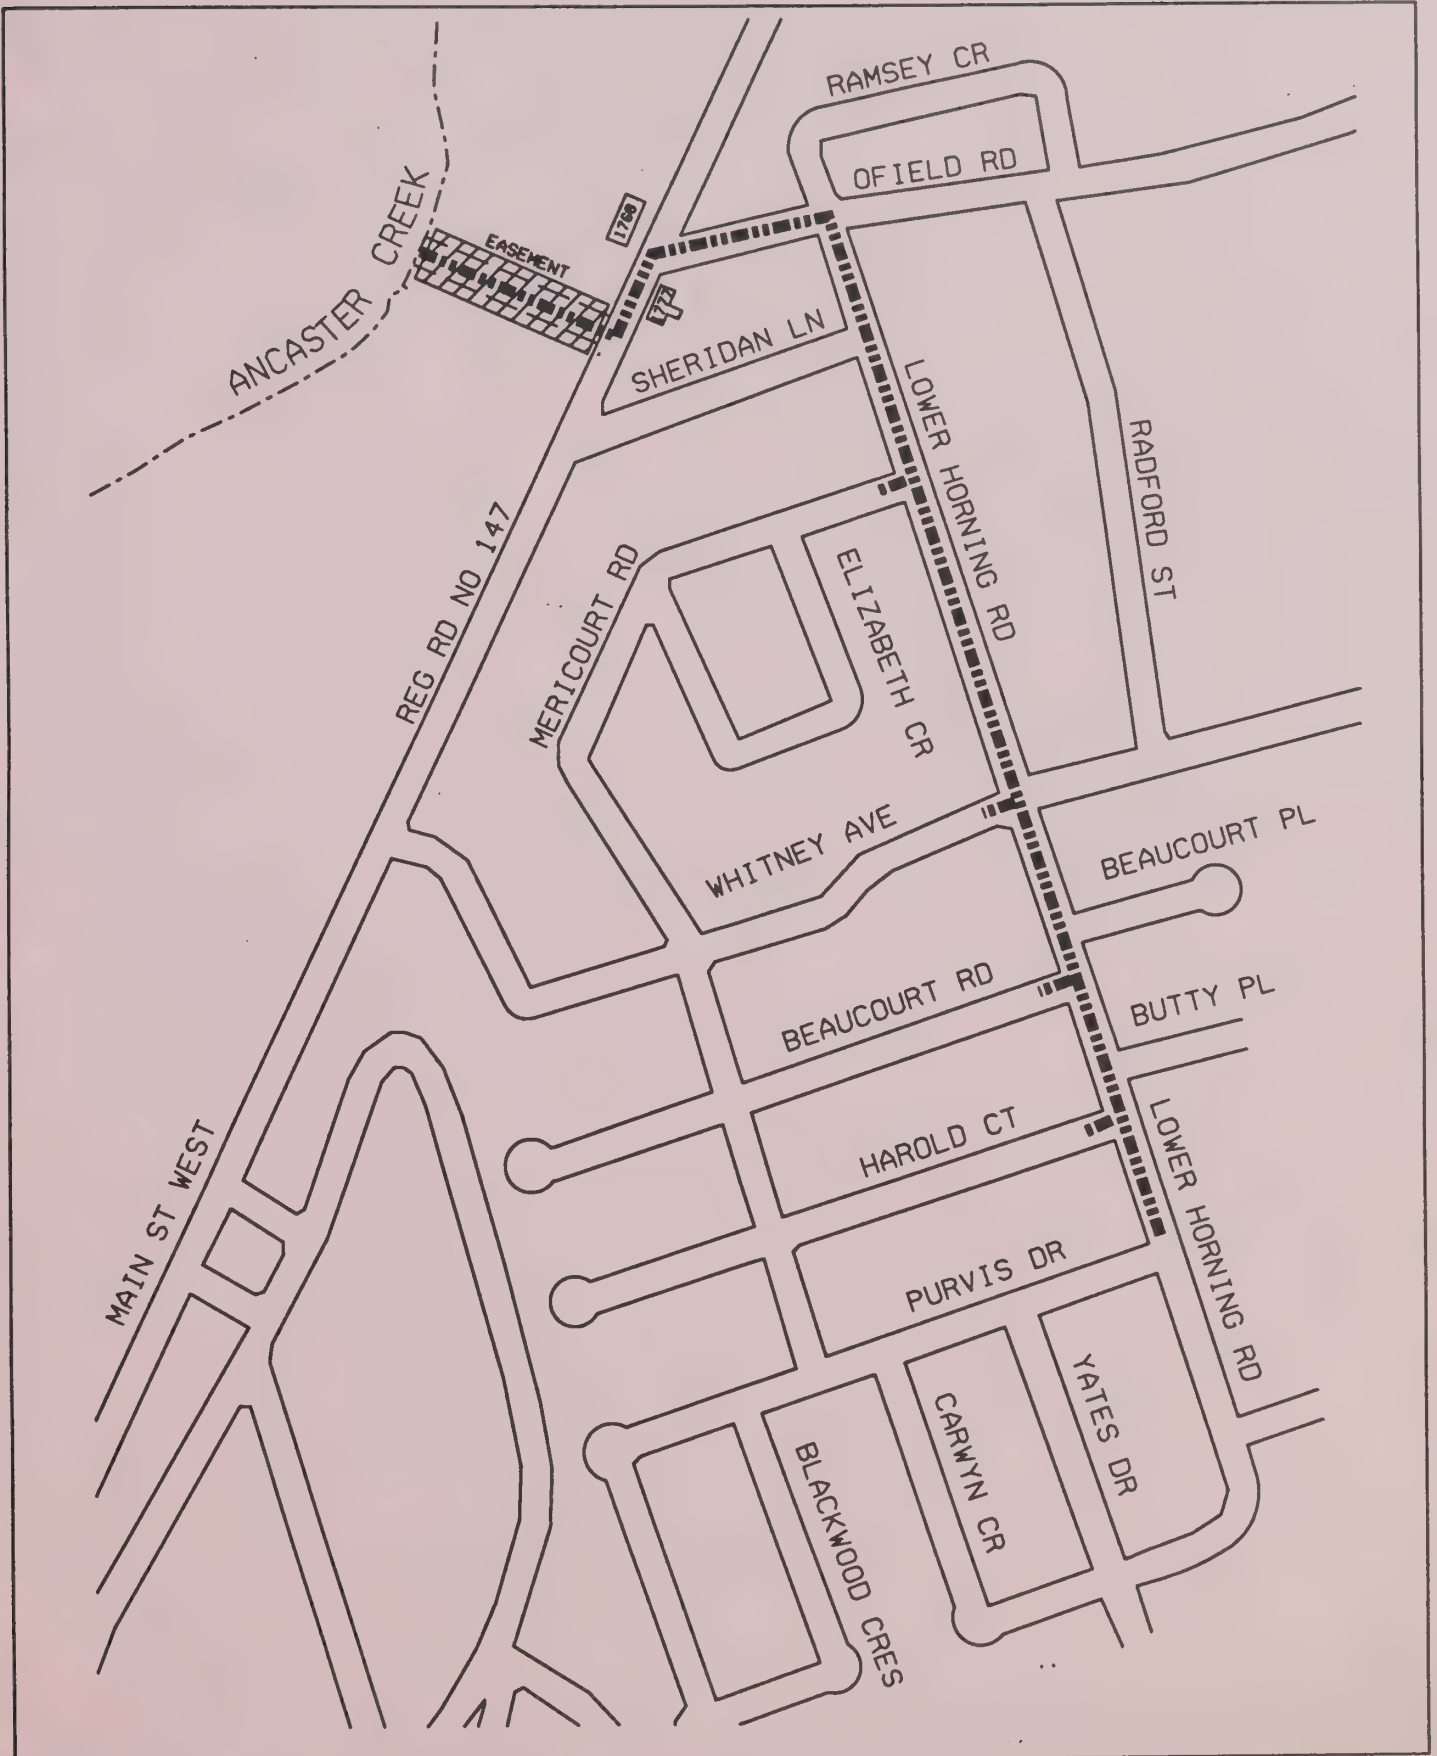 RAMSEY CR
OFIELD RD
ANCASTER CREEK
EASEMENT
1768
1777
SHERIDAN LN
LOWER HORNING RD
RADFORD ST
REG RD NO 147
MERICOURT RD
ELIZABETH CR
WHITNEY AVE
BEAUCOURT PL
BEAUCOURT RD
BUTTY PL
MAIN ST WEST
HAROLD CT
LOWER HORNING RD
PURVIS DR
YATES DR
CARWYN CR
BLACKWOOD CRES